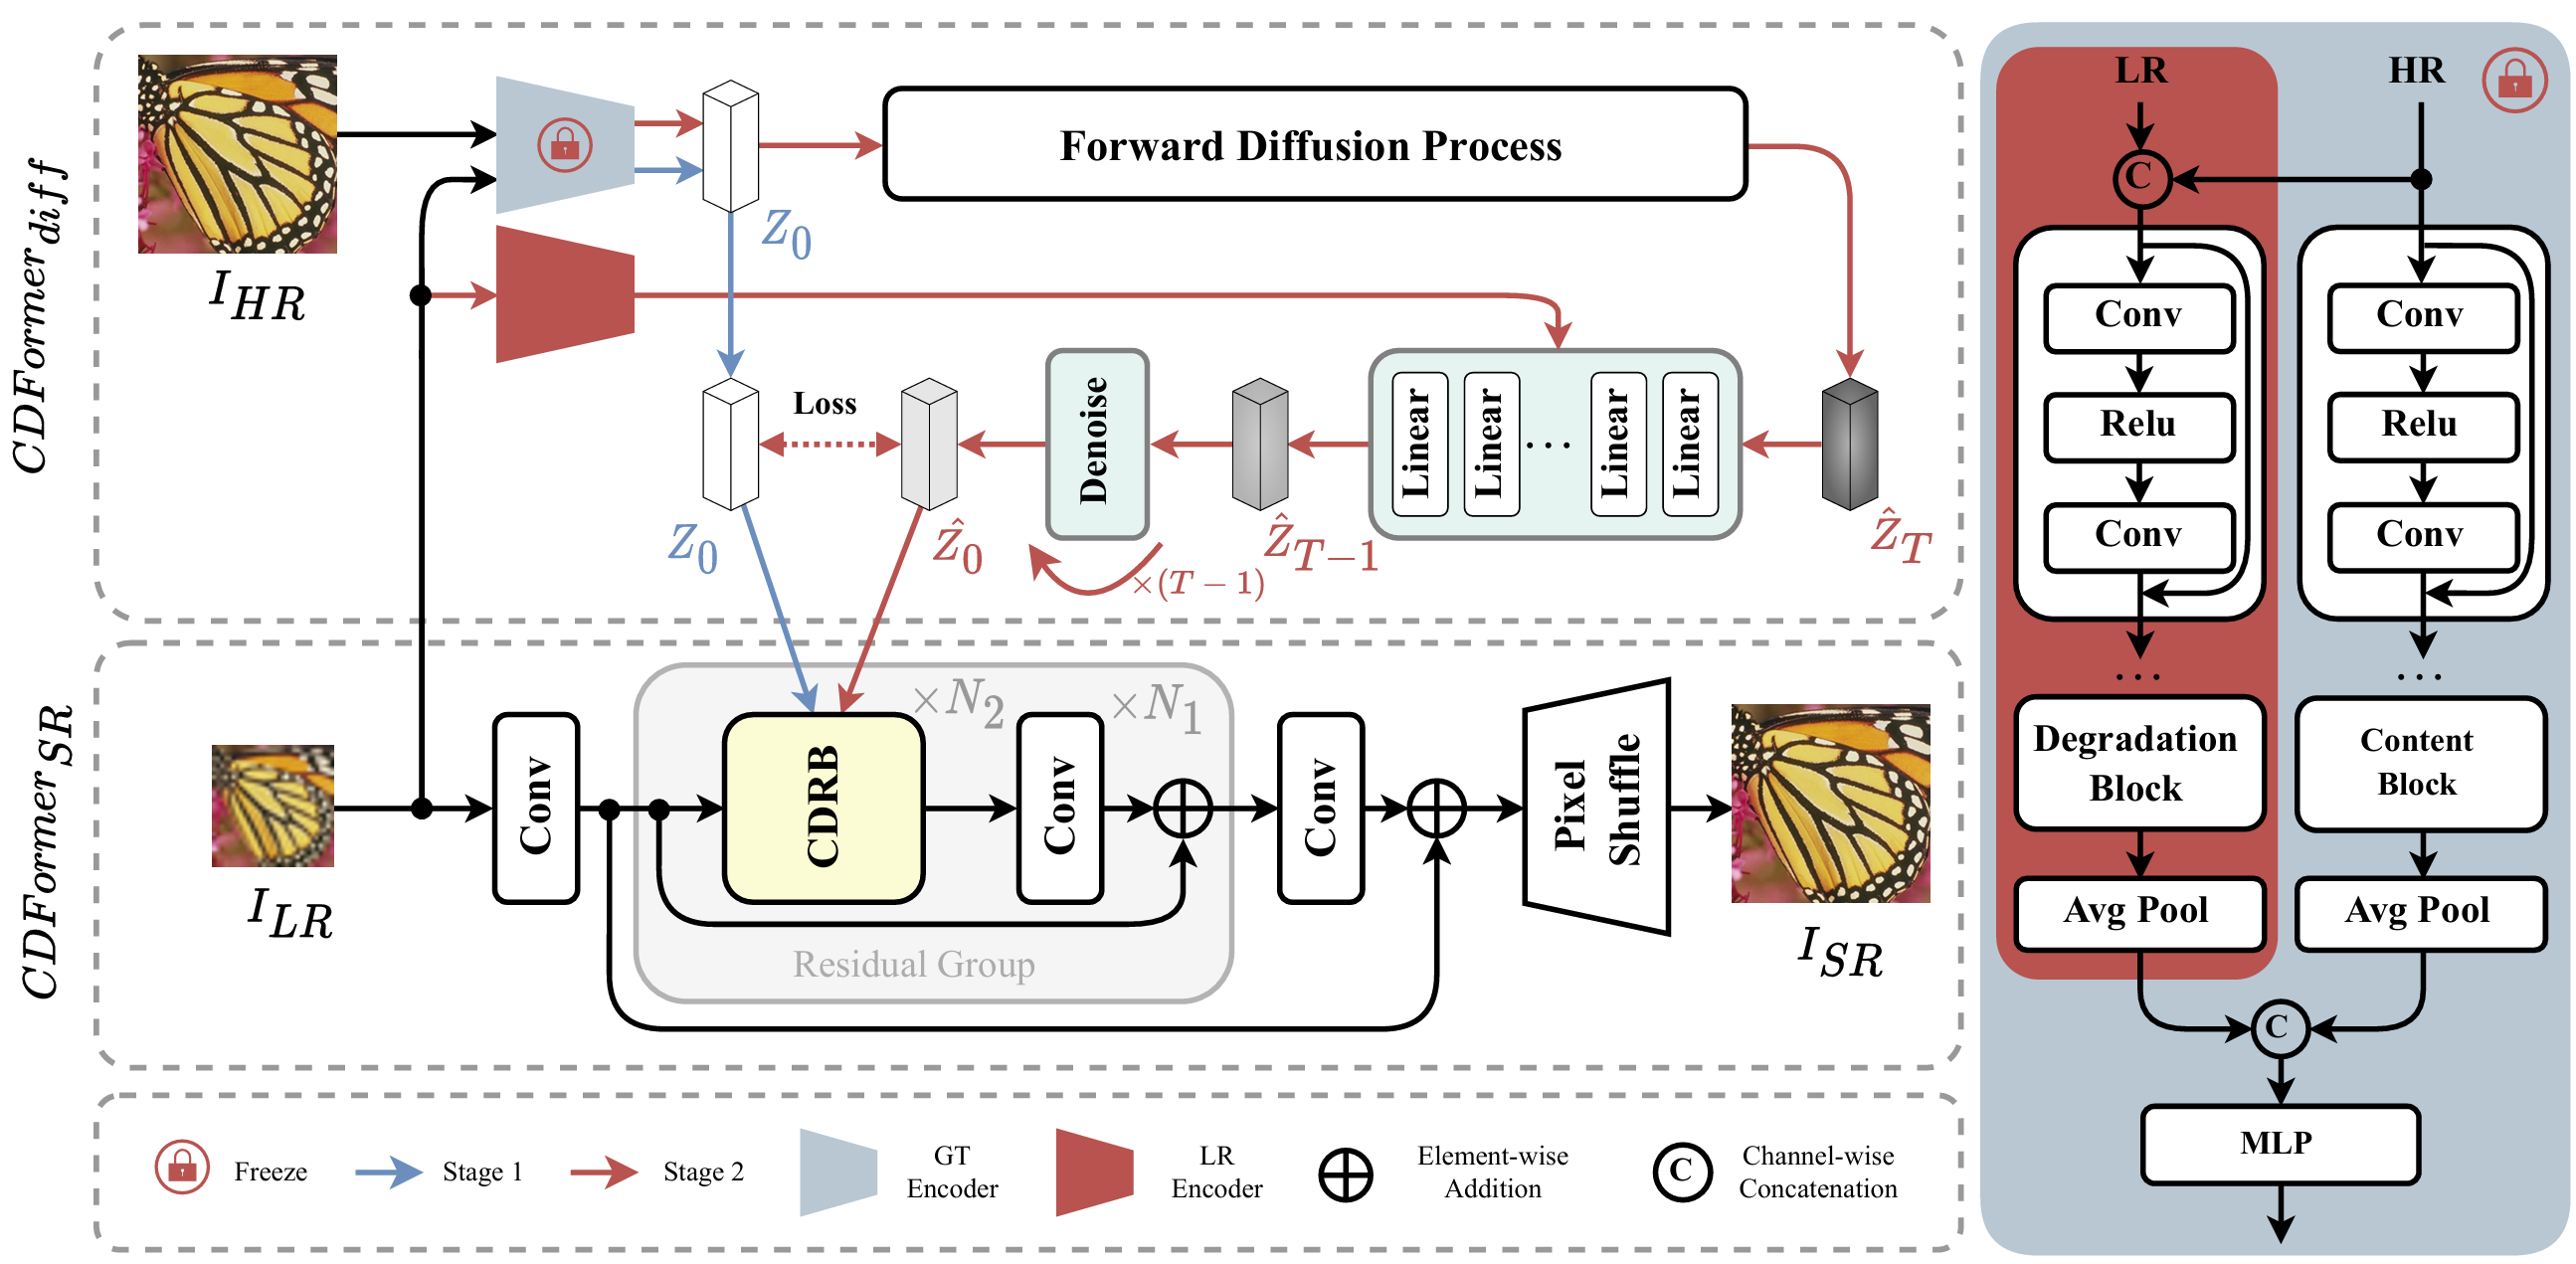 CDFormer_{diff}
I_{HR}
Forward Diffusion Process
Z_0
Loss
Denoise
Linear
Linear
...
Linear
Linear
Z_0
\hat{Z}_0
×(T − 1)
\hat{Z}_{T−1}
\hat{Z}_T
CDFormer_{SR}
I_{LR}
Conv
CDRB
×N_2
Conv
×N_1
Residual Group
Conv
Pixel
Shuffle
I_{SR}
Freeze
Stage 1
Stage 2
GT
Encoder
LR
Encoder
Element-wise
Addition
C
Channel-wise
Concatenation
LR
HR
C
Conv
Relu
Conv
...
Degradation
Block
Avg Pool
Conv
Relu
Conv
...
Content
Block
Avg Pool
C
MLP